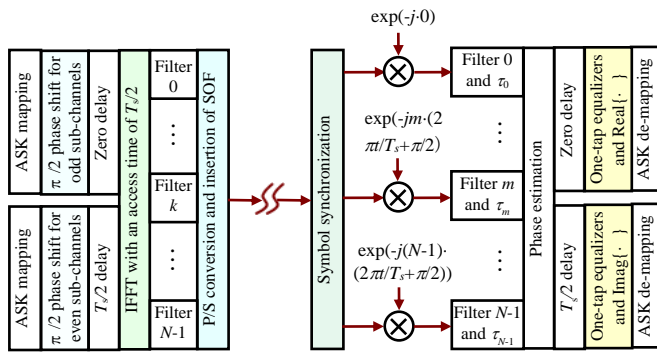 ASK mapping
π /2 phase shift for
odd sub-channels
Zero delay
ASK mapping
π /2 phase shift for
even sub-channels
Tₛ/2 delay
IFFT with an access time of Tₛ/2
Filter
0
⋮
Filter
k
⋮
Filter
N-1
P/S conversion and insertion of SOF
Symbol synchronization
exp(-j·0)
exp(-jm·(2
πt/Tₛ+π/2)
exp(-j(N-1)·
(2πt/Tₛ+π/2))
Filter 0
and τ₀
⋮
Filter m
and τₘ
⋮
Filter N-1
and τN-1
Phase estimation
Zero delay
One-tap equalizers
and Real{· }
ASK de-mapping
Tₛ/2 delay
One-tap equalizers
and Imag{· }
ASK de-mapping